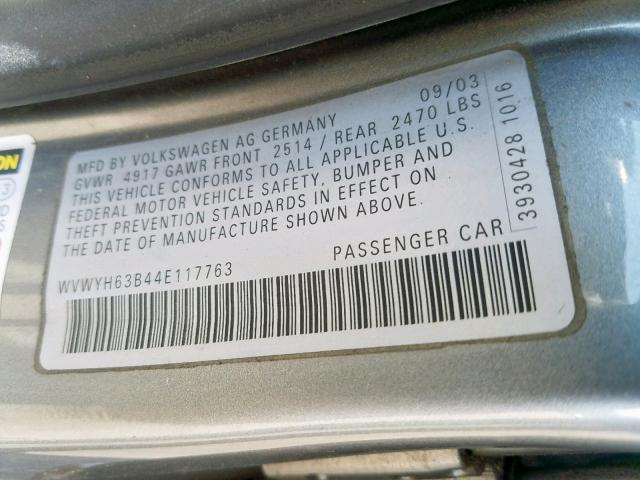 MFD BY VOLKSWAGEN AG GERMANY 09/03
GVWR 4917 GAWR FRONT 2514 / REAR 2470 LBS
THIS VEHICLE CONFORMS TO ALL APPLICABLE U.S.
FEDERAL MOTOR VEHICLE SAFETY, BUMPER AND
THEFT PREVENTION STANDARDS IN EFFECT ON
THE DATE OF MANUFACTURE SHOWN ABOVE.
WVWYH63B44E117763 PASSENGER CAR
3930428 1016
ON
3